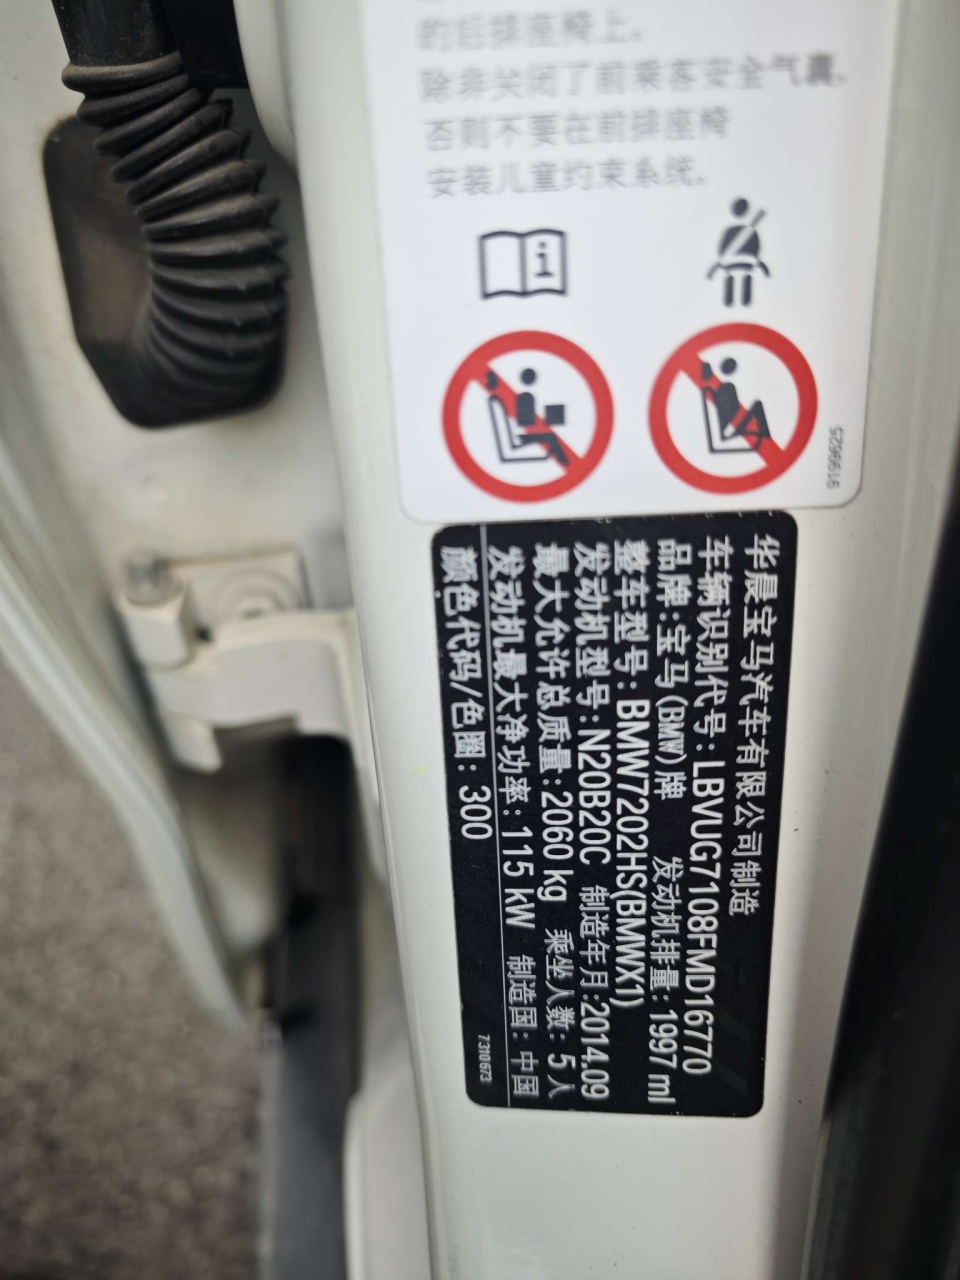 的后排座椅上。
除非关闭了前乘客安全气囊、
否则不要在前排座椅
安装儿童约束系统。
5296616
华晨宝马汽车有限公司制造
车辆识别代号: LBVUG7108FMD16770
品牌:宝马(BMW)牌 发动机排量: 1997 ml
整车型号: BMW7202HS(BMWX1)
发动机型号: N20B20C 制造年月:2014.09
最大允许总质量: 2060 kg 乘坐人数: 5 人
发动机最大净功率: 115 kW 制造国: 中国
颜色代码/色圈: 300
7310673